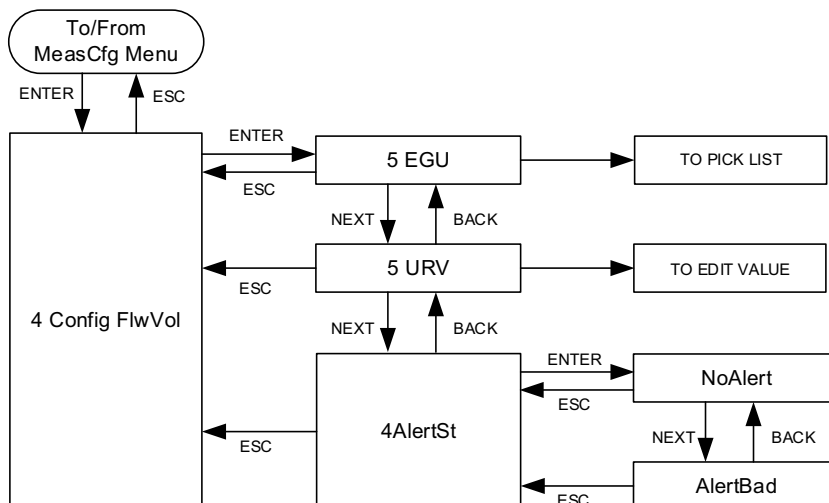 To/From
MeasCfg Menu
ENTER
ESC
ENTER
5 EGU
TO PICK LIST
ESC
NEXT
BACK
5 URV
TO EDIT VALUE
ESC
4 Config FlwVol
NEXT
BACK
ENTER
NoAlert
ESC
4AlertSt
ESC
NEXT
BACK
AlertBad
ESC